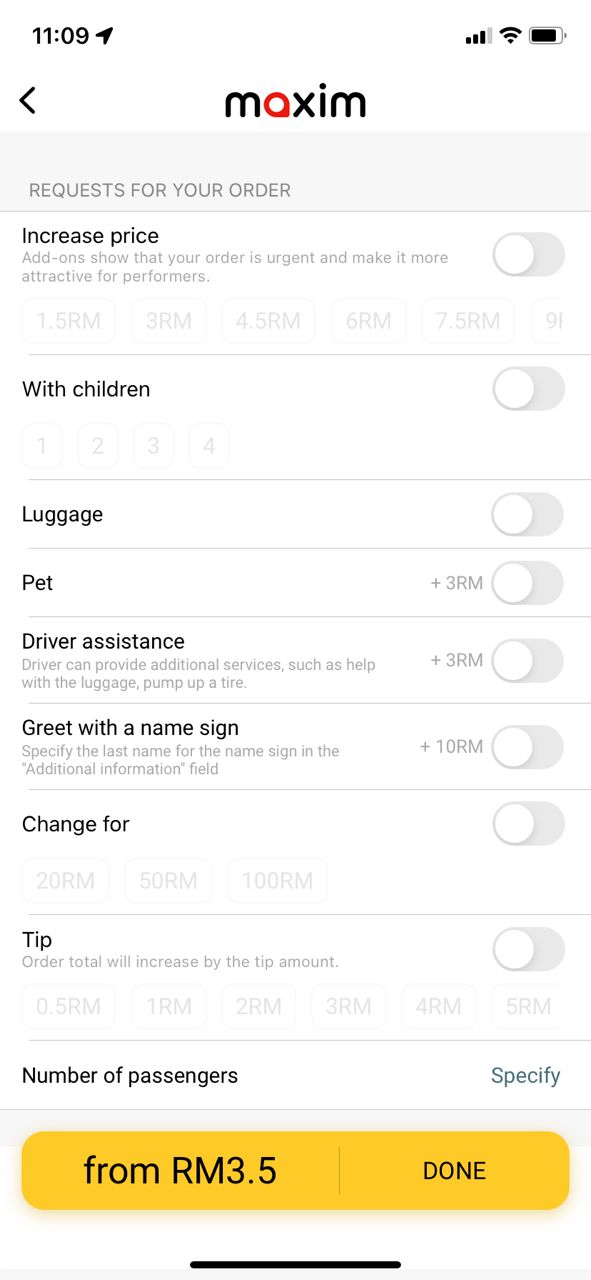 11:09
maxim
REQUESTS FOR YOUR ORDER
Increase price
Add-ons show that your order is urgent and make it more
attractive for performers.
1.5RM 3RM 4.5RM 6RM 7.5RM
With children
1 2 3 4
Luggage
Pet + 3RM
Driver assistance
Driver can provide additional services, such as help
with the luggage, pump up a tire.
+ 3RM
Greet with a name sign
Specify the last name for the name sign in the
"Additional information" field
+ 10RM
Change for
20RM 50RM 100RM
Tip
Order total will increase by the tip amount.
0.5RM 1RM 2RM 3RM 4RM 5RM
Number of passengers Specify
from RM3.5 DONE